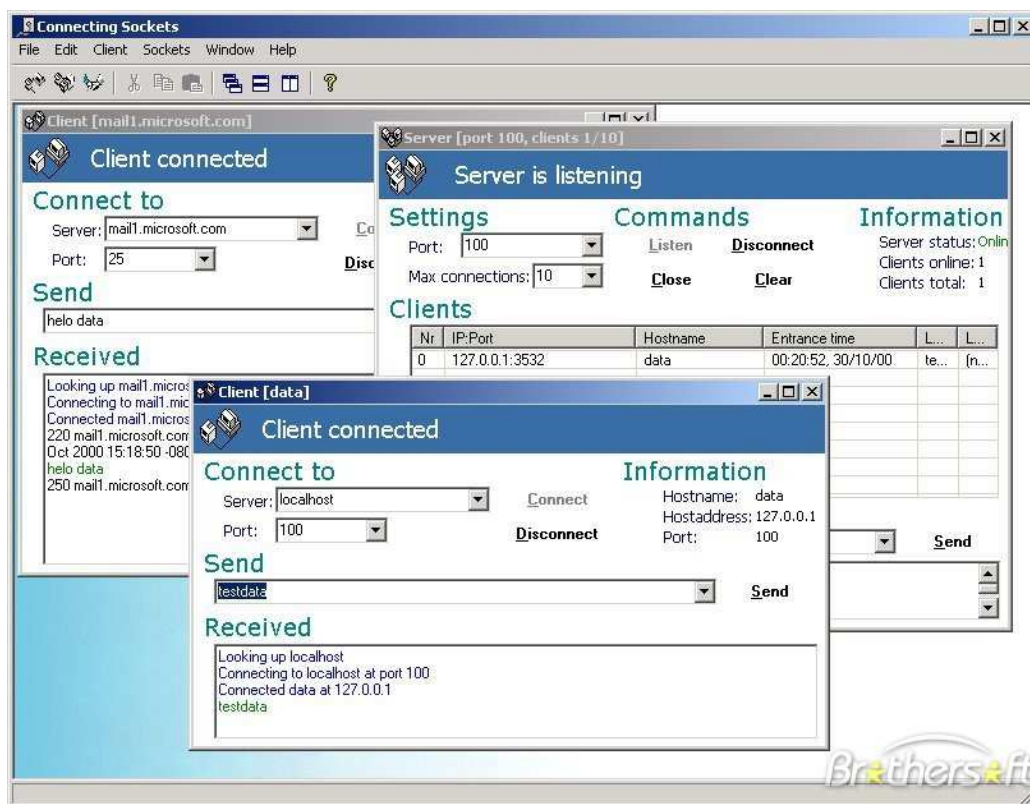 Connecting Sockets
File Edit Client Sockets Window Help
Client [mail1.microsoft.com]
Client connected
Connect to
Server: mail1.microsoft.com
Port: 25
Send
helo data
Received
Looking up mail1.micros
Connecting to mail1.mic
Connected mail1.micros
220 mail1.microsoft.com
Oct 2000 15:18:50 -080
helo data
250 mail1.microsoft.com
Server [port 100, clients 1/10]
Server is listening
Settings
Port: 100
Max connections: 10
Commands
Listen Disconnect
Close Clear
Information
Server status: Onlin
Clients online: 1
Clients total: 1
Clients
Nr IP:Port Hostname Entrance time L... L...
0 127.0.0.1:3532 data 00:20:52, 30/10/00 te... (n...
Send
Client [data]
Client connected
Connect to
Server: localhost Connect
Port: 100 Disconnect
Information
Hostname: data
Hostaddress: 127.0.0.1
Port: 100
Send
testdata Send
Received
Looking up localhost
Connecting to localhost at port 100
Connected data at 127.0.0.1
testdata
Brothersoft